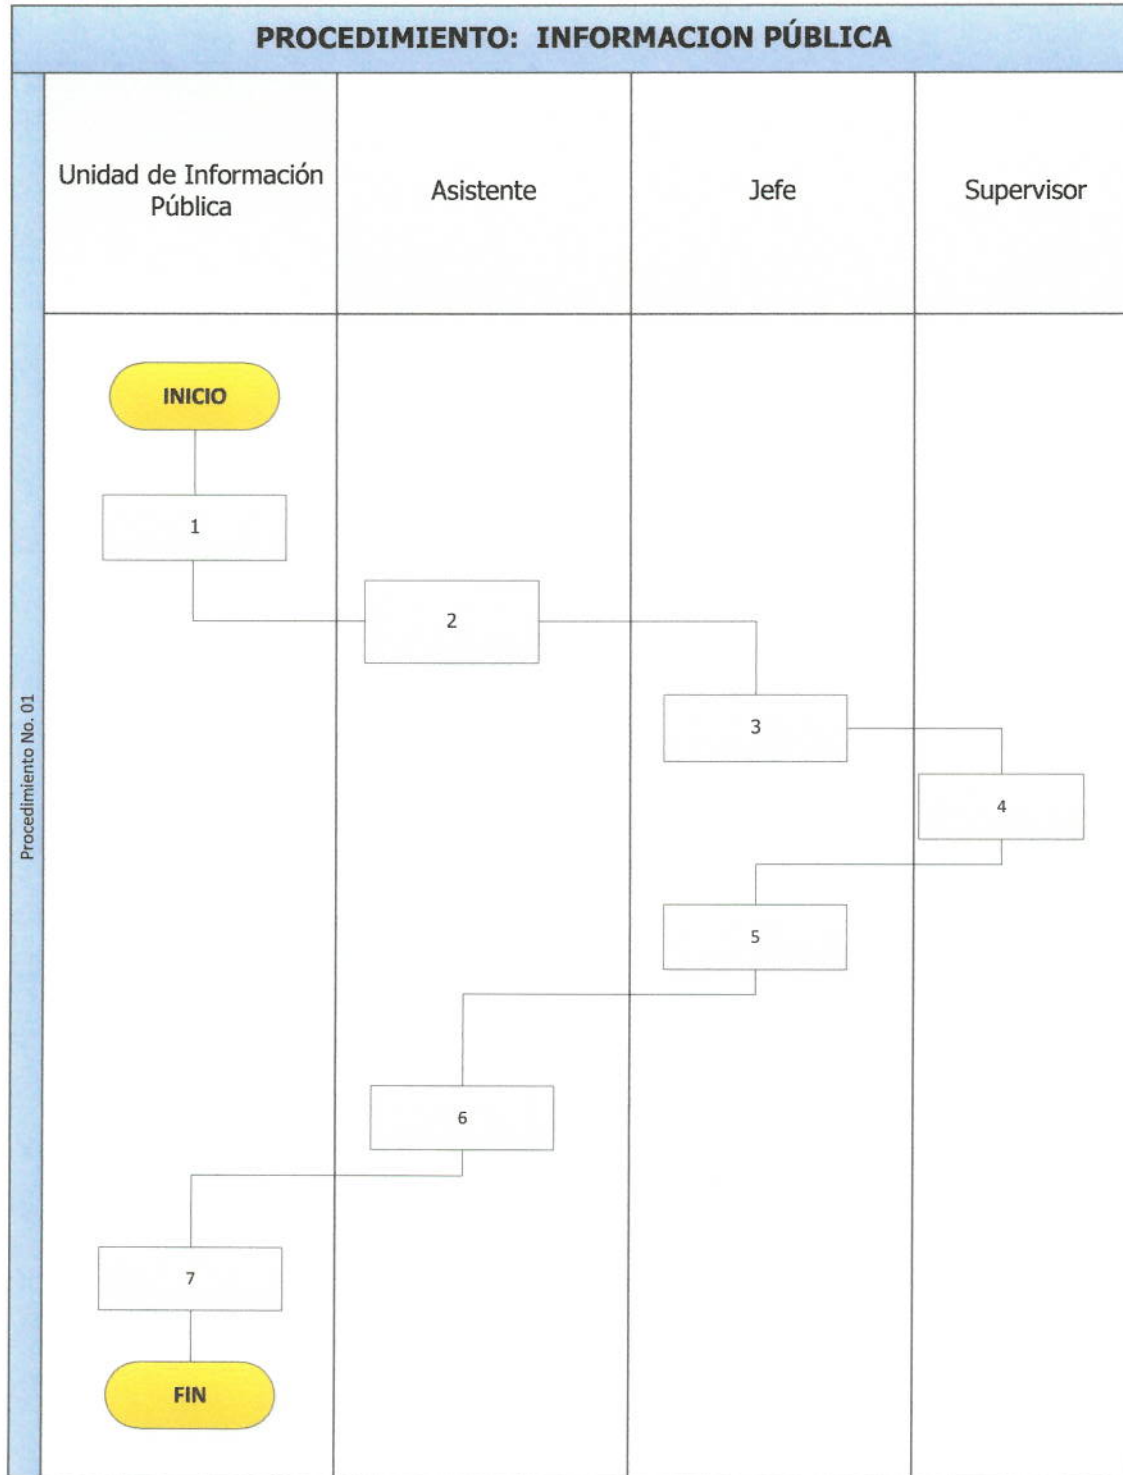 PROCEDIMIENTO: INFORMACION PÚBLICA
Unidad de Información
Pública
Asistente
Jefe
Supervisor
INICIO
1
2
3
4
5
6
7
FIN
Procedimiento No. 01